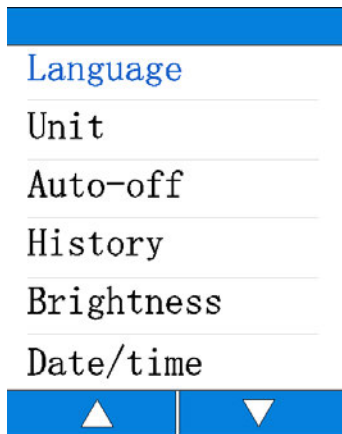 Language
Unit
Auto-off
History
Brightness
Date/time